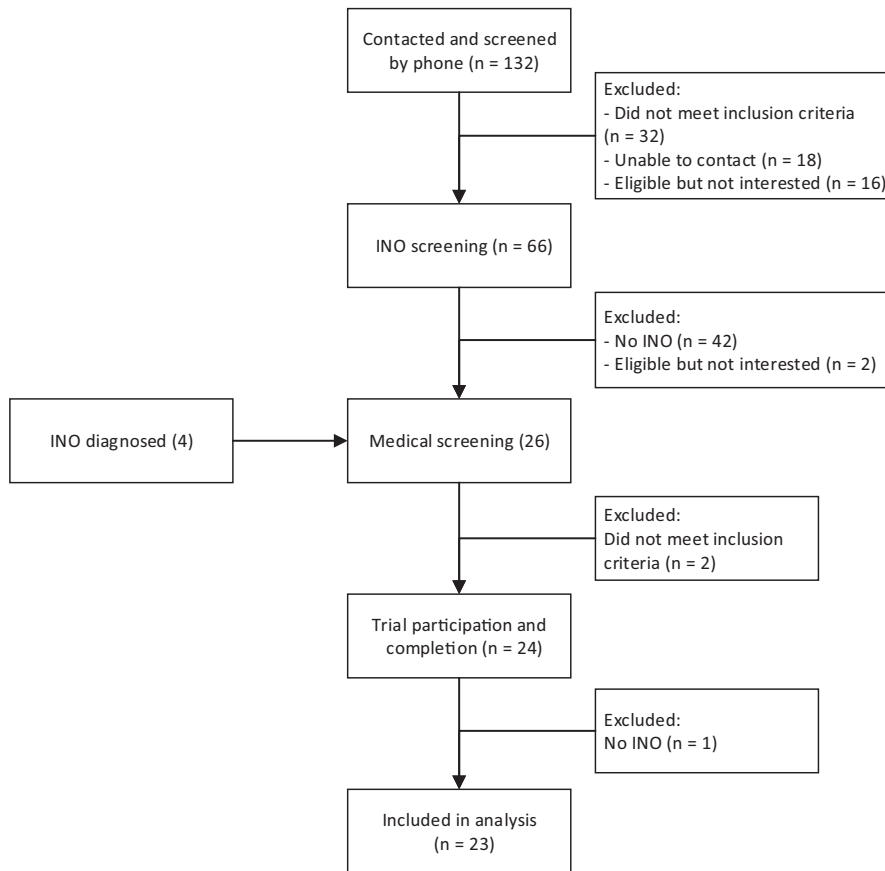 Contacted and screened
by phone (n = 132)
Excluded:
- Did not meet inclusion criteria
(n = 32)
- Unable to contact (n = 18)
- Eligible but not interested (n = 16)
INO screening (n = 66)
Excluded:
- No INO (n = 42)
- Eligible but not interested (n = 2)
INO diagnosed (4)
Medical screening (26)
Excluded:
Did not meet inclusion
criteria (n = 2)
Trial participation and
completion (n = 24)
Excluded:
No INO (n = 1)
Included in analysis
(n = 23)